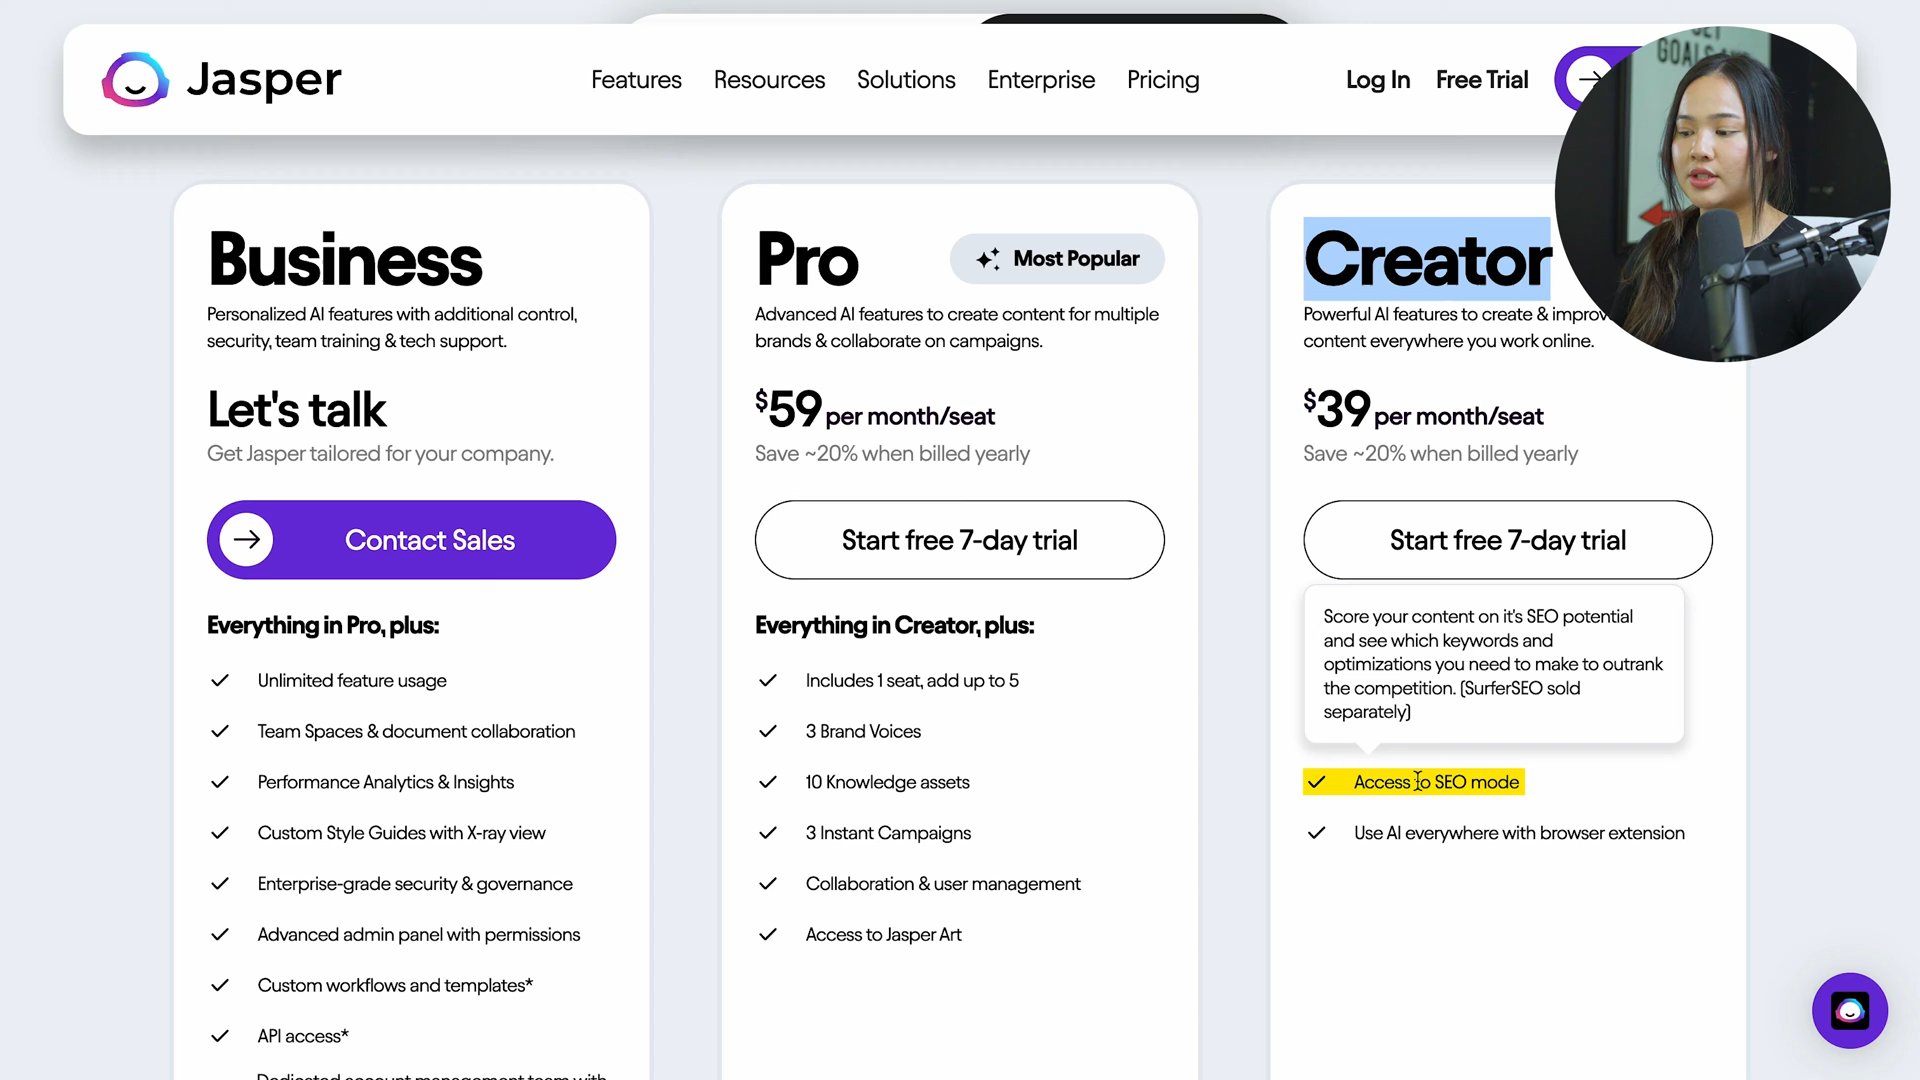 Jasper
Features Resources Solutions Enterprise Pricing
Log In Free Trial
Business
Personalized AI features with additional control,
security, team training & tech support.
Let's talk
Get Jasper tailored for your company.
Contact Sales
Everything in Pro, plus:
Unlimited feature usage
Team Spaces & document collaboration
Performance Analytics & Insights
Custom Style Guides with X-ray view
Enterprise-grade security & governance
Advanced admin panel with permissions
Custom workflows and templates*
API access*
Dedicated account management team with
Pro
Most Popular
Advanced AI features to create content for multiple
brands & collaborate on campaigns.
$59 per month/seat
Save ~20% when billed yearly
Start free 7-day trial
Everything in Creator, plus:
Includes 1 seat, add up to 5
3 Brand Voices
10 Knowledge assets
3 Instant Campaigns
Collaboration & user management
Access to Jasper Art
Creator
Powerful AI features to create &
content everywhere you work online.
$39 per month/seat
Save ~20% when billed yearly
Start free 7-day trial
Score your content on it's SEO potential
and see which keywords and
optimizations you need to make to outrank
the competition. (SurferSEO sold
separately)
Access to SEO mode
Use AI everywhere with browser extension
GOALS